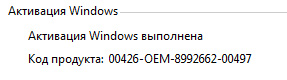 Активация Windows
Активация Windows выполнена
Код продукта: 00426-OEM-8992662-00497